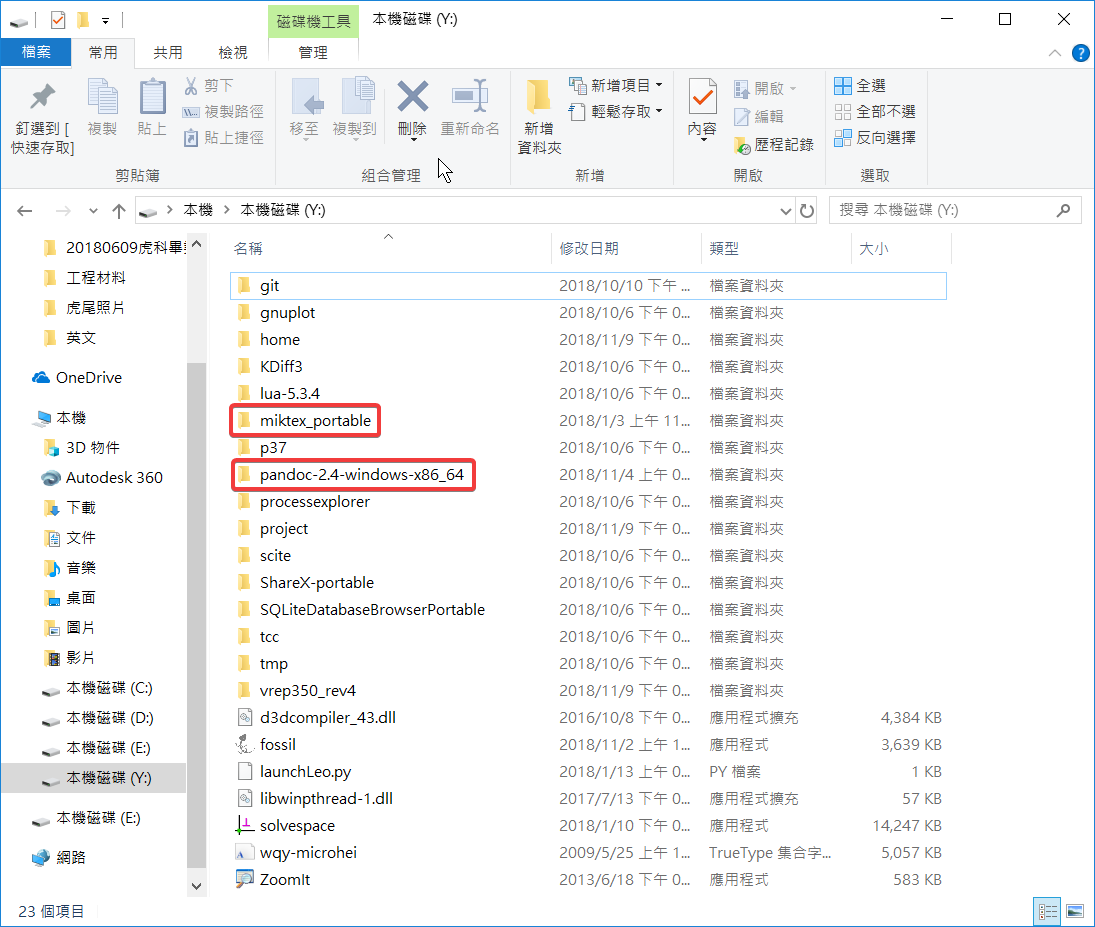 磁碟機工具 本機磁碟 (Y:)
檔案 常用 共用 檢視 管理
釘選到 [
快速存取]
複製
貼上
剪下
複製路徑
貼上捷徑
剪貼簿
移至
複製到
刪除
重新命名
組合管理
新增
資料夾
新增項目
輕鬆存取
新增
內容
開啟
編輯
歷程記錄
開啟
全選
全部不選
反向選擇
選取
本機 本機磁碟 (Y:)
搜尋 本機磁碟 (Y:)
20180609虎科畢
工程材料
虎尾照片
英文
OneDrive
本機
3D 物件
Autodesk 360
下載
文件
音樂
桌面
圖片
影片
本機磁碟 (C:)
本機磁碟 (D:)
本機磁碟 (E:)
本機磁碟 (Y:)
本機磁碟 (E:)
網路
名稱 修改日期 類型 大小
git 2018/10/10 下午 ... 檔案資料夾
gnuplot 2018/10/6 下午 0... 檔案資料夾
home 2018/11/9 下午 0... 檔案資料夾
KDiff3 2018/10/6 下午 0... 檔案資料夾
lua-5.3.4 2018/10/6 下午 0... 檔案資料夾
miktex_portable 2018/1/3 上午 11... 檔案資料夾
p37 2018/10/6 下午 0... 檔案資料夾
pandoc-2.4-windows-x86_64 2018/11/4 上午 0... 檔案資料夾
processexplorer 2018/10/6 下午 0... 檔案資料夾
project 2018/11/9 下午 0... 檔案資料夾
scite 2018/10/6 下午 0... 檔案資料夾
ShareX-portable 2018/10/6 下午 0... 檔案資料夾
SQLiteDatabaseBrowserPortable 2018/10/6 下午 0... 檔案資料夾
tcc 2018/10/6 下午 0... 檔案資料夾
tmp 2018/10/6 下午 0... 檔案資料夾
vrep350_rev4 2018/11/9 下午 0... 檔案資料夾
d3dcompiler_43.dll 2016/10/8 下午 0... 應用程式擴充 4,384 KB
fossil 2018/11/2 上午 1... 應用程式 3,639 KB
launchLeo.py 2018/1/13 上午 0... PY 檔案 1 KB
libwinpthread-1.dll 2017/7/13 下午 0... 應用程式擴充 57 KB
solvespace 2018/1/10 下午 0... 應用程式 14,247 KB
wqy-microhei 2009/5/25 上午 1... TrueType 集合字... 5,057 KB
ZoomIt 2013/6/18 下午 0... 應用程式 583 KB
23 個項目